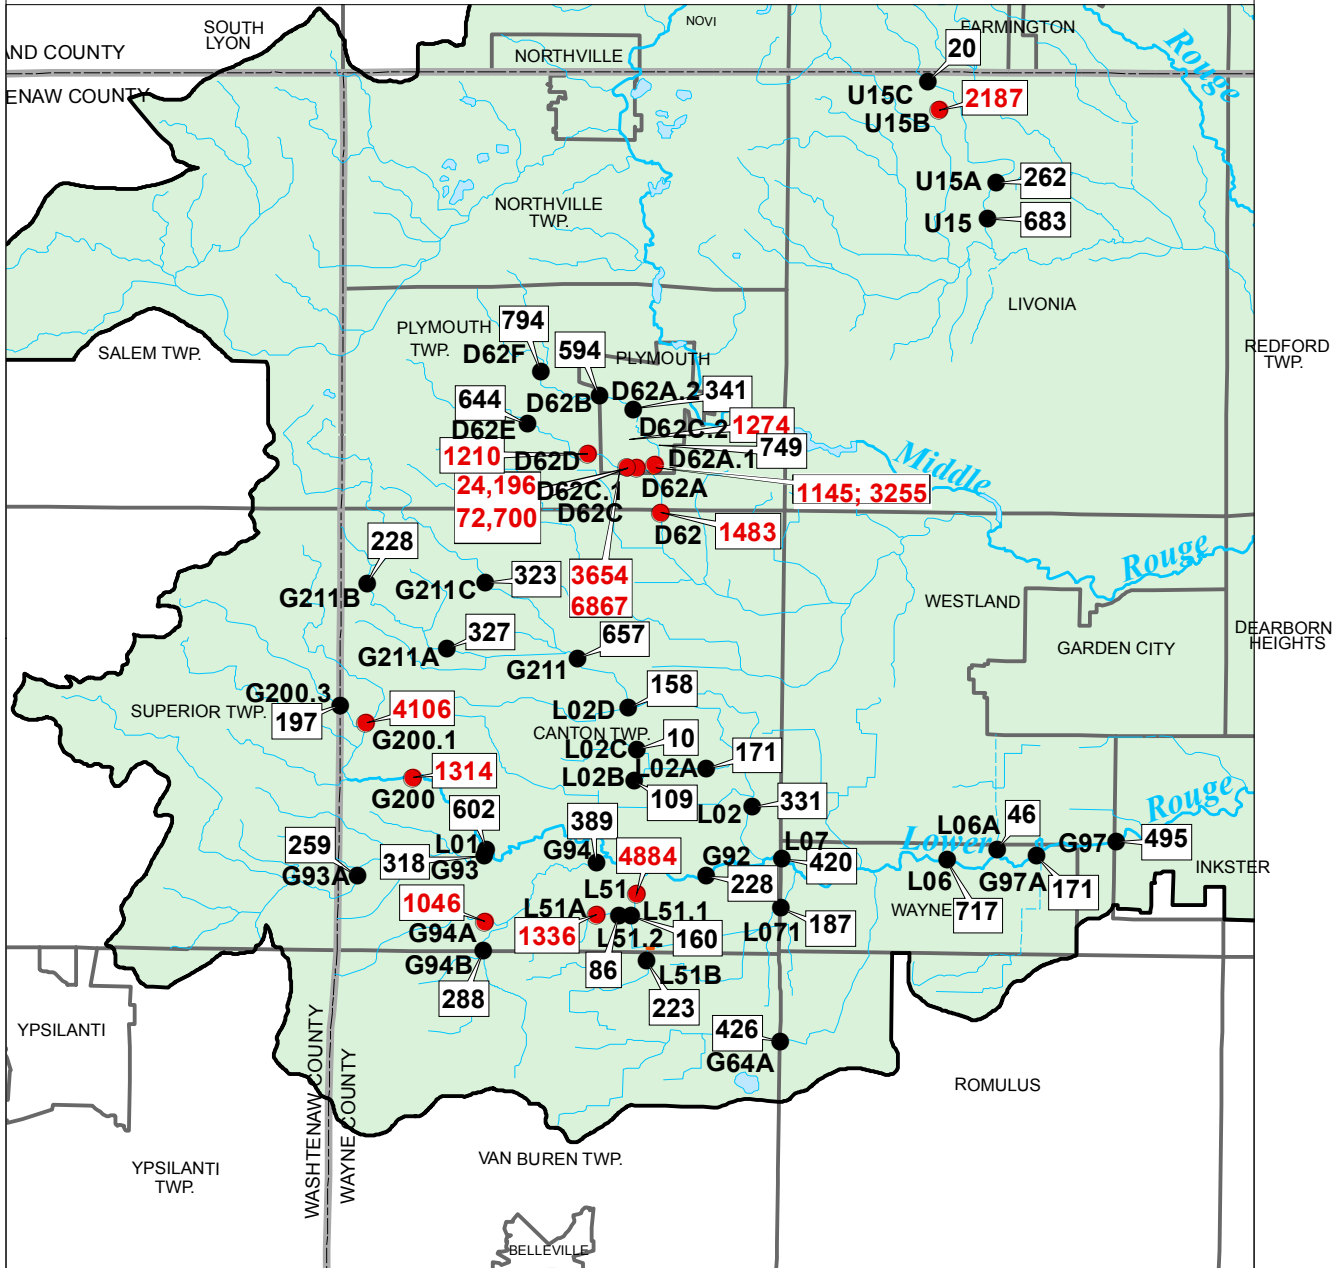 SOUTH
LYON
NOVI
FARMINGTON
AND COUNTY
NORTHVILLE
20
Rouge
ENAW COUNTY
U15C
2187
U15B
U15A
262
NORTHVILLE
TWP.
U15
683
LIVONIA
PLYMOUTH
TWP.
794
SALEM TWP.
D62F
594
PLYMOUTH
REDFORD
TWP.
644
D62B
D62A.2
341
D62E
D62C.2
1274
749
1210
D62D
D62A.1
Middle
24,196
72,700
D62C.1
D62A
1145; 3255
D62C
D62
1483
228
Rouge
G211B
G211C
323
3654
6867
WESTLAND
DEARBORN
HEIGHTS
327
657
GARDEN CITY
G211A
G211
G200.3
158
SUPERIOR TWP.
197
4106
L02D
G200.1
CANTON TWP.
L02C
10
171
L02A
1314
L02B
G200
109
Rouge
602
L02
331
46
L01
389
L06A
Lower
G97
495
259
318
G93
G94
4884
G92
L07
420
G93A
L51
228
L06
G97A
171
INKSTER
1046
L51A
L51.1
WAYNE
717
G94A
1336
L51.2
160
L071
187
G94B
86
L51B
288
223
YPSILANTI
426
G64A
WASHTENAW COUNTY
WAYNE COUNTY
ROMULUS
VAN BUREN TWP.
YPSILANTI
TWP.
BELLEVILLE